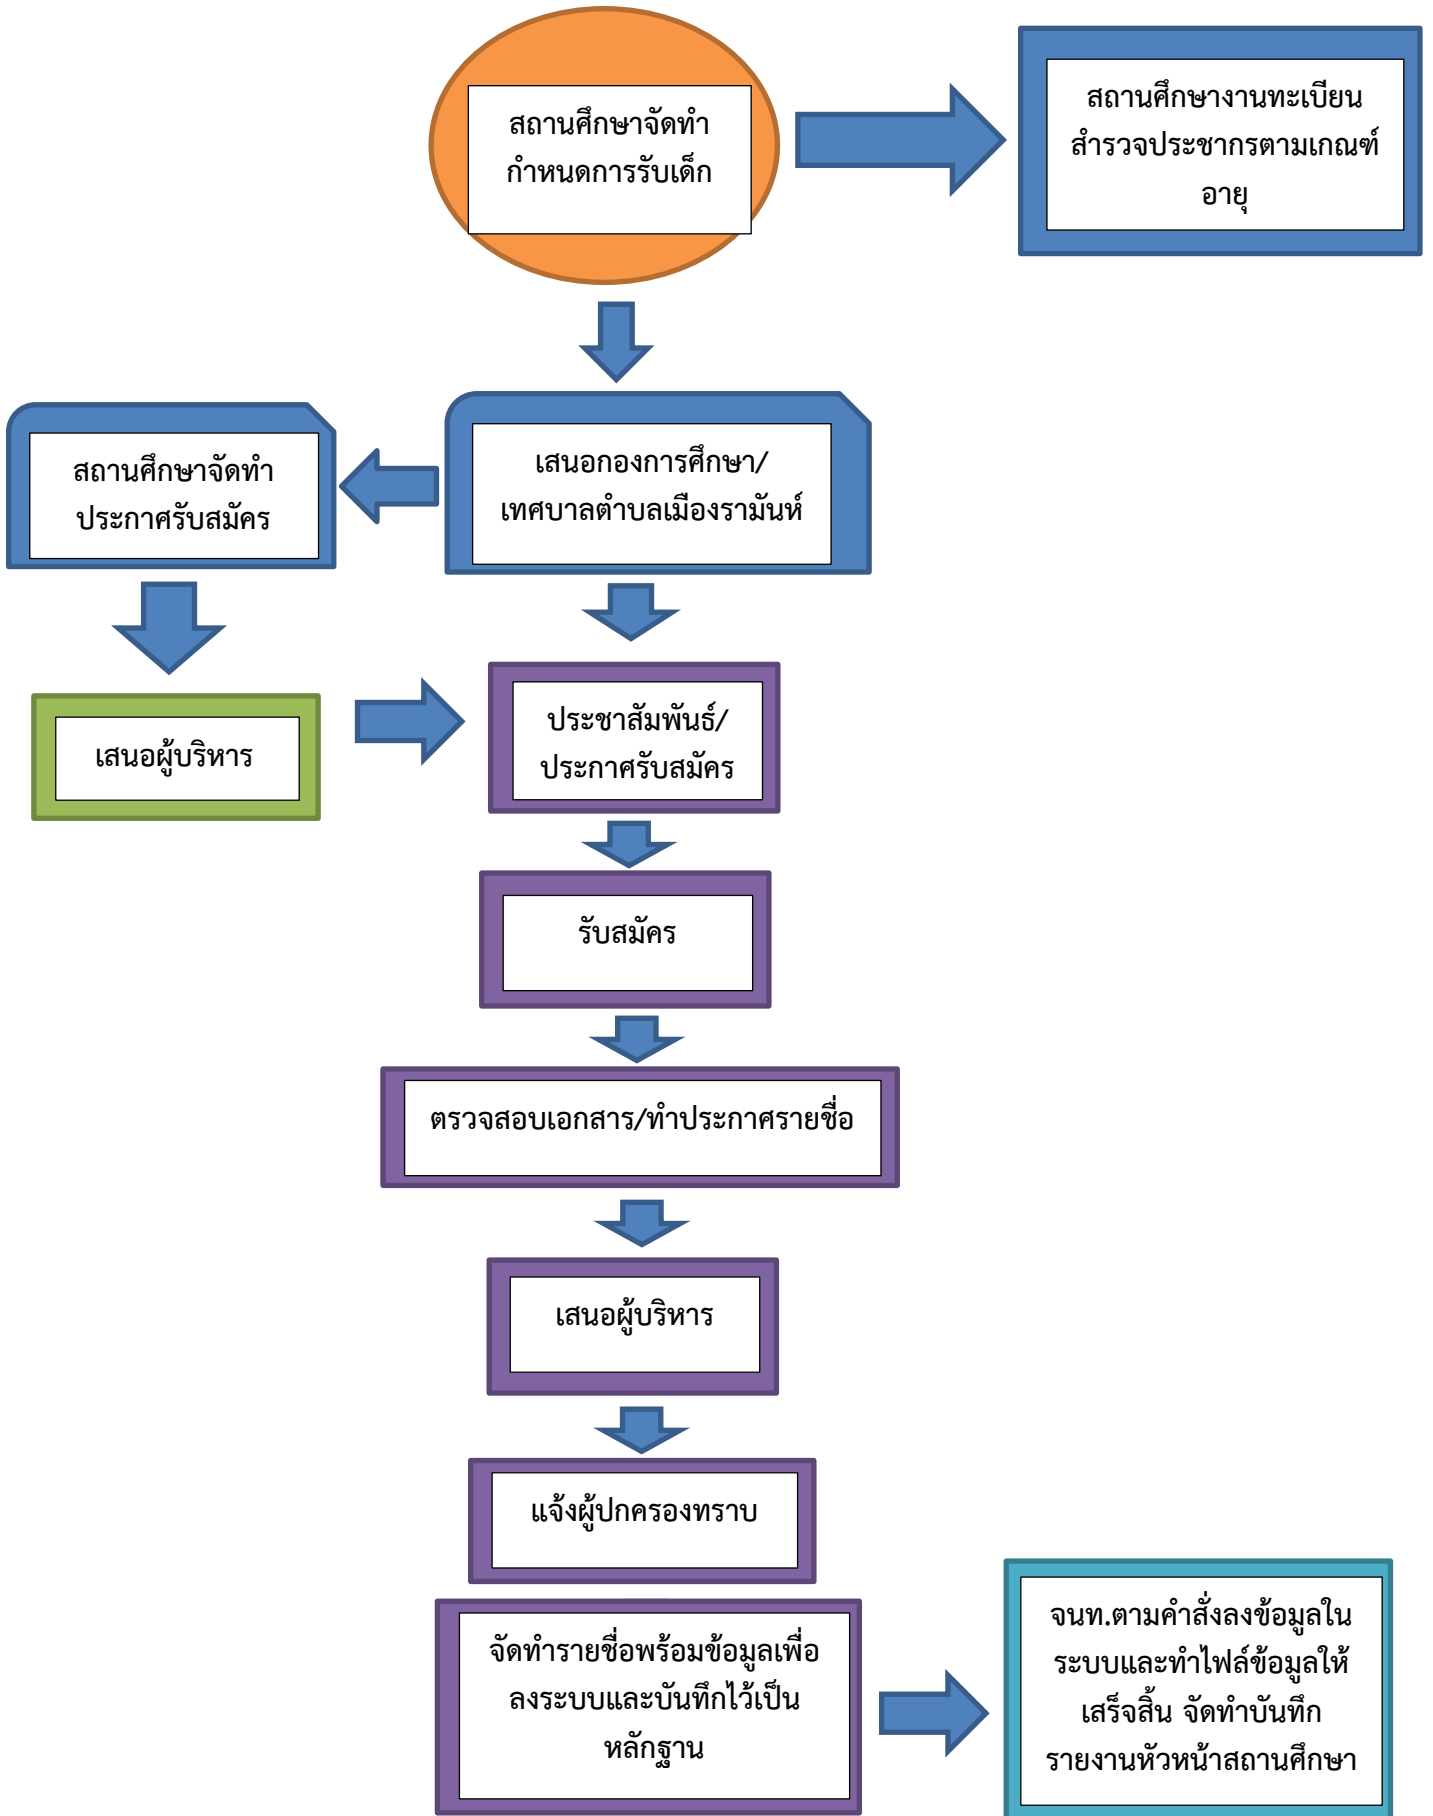 สถานศึกษาจัดทำ
กำหนดการรับเด็ก
สถานศึกษางานทะเบียน
สำรวจประชากรตามเกณฑ์
อายุ
สถานศึกษาจัดทำ
ประกาศรับสมัคร
เสนอกองการศึกษา/
เทศบาลตำบลเมืองรามันห์
เสนอผู้บริหาร
ประชาสัมพันธ์/
ประกาศรับสมัคร
รับสมัคร
ตรวจสอบเอกสาร/ทำประกาศรายชื่อ
เสนอผู้บริหาร
แจ้งผู้ปกครองทราบ
จัดทำรายชื่อพร้อมข้อมูลเพื่อ
ลงระบบและบันทึกไว้เป็น
หลักฐาน
จนท.ตามคำสั่งลงข้อมูลใน
ระบบและทำไฟล์ข้อมูลให้
เสร็จสิ้น จัดทำบันทึก
รายงานหัวหน้าสถานศึกษา